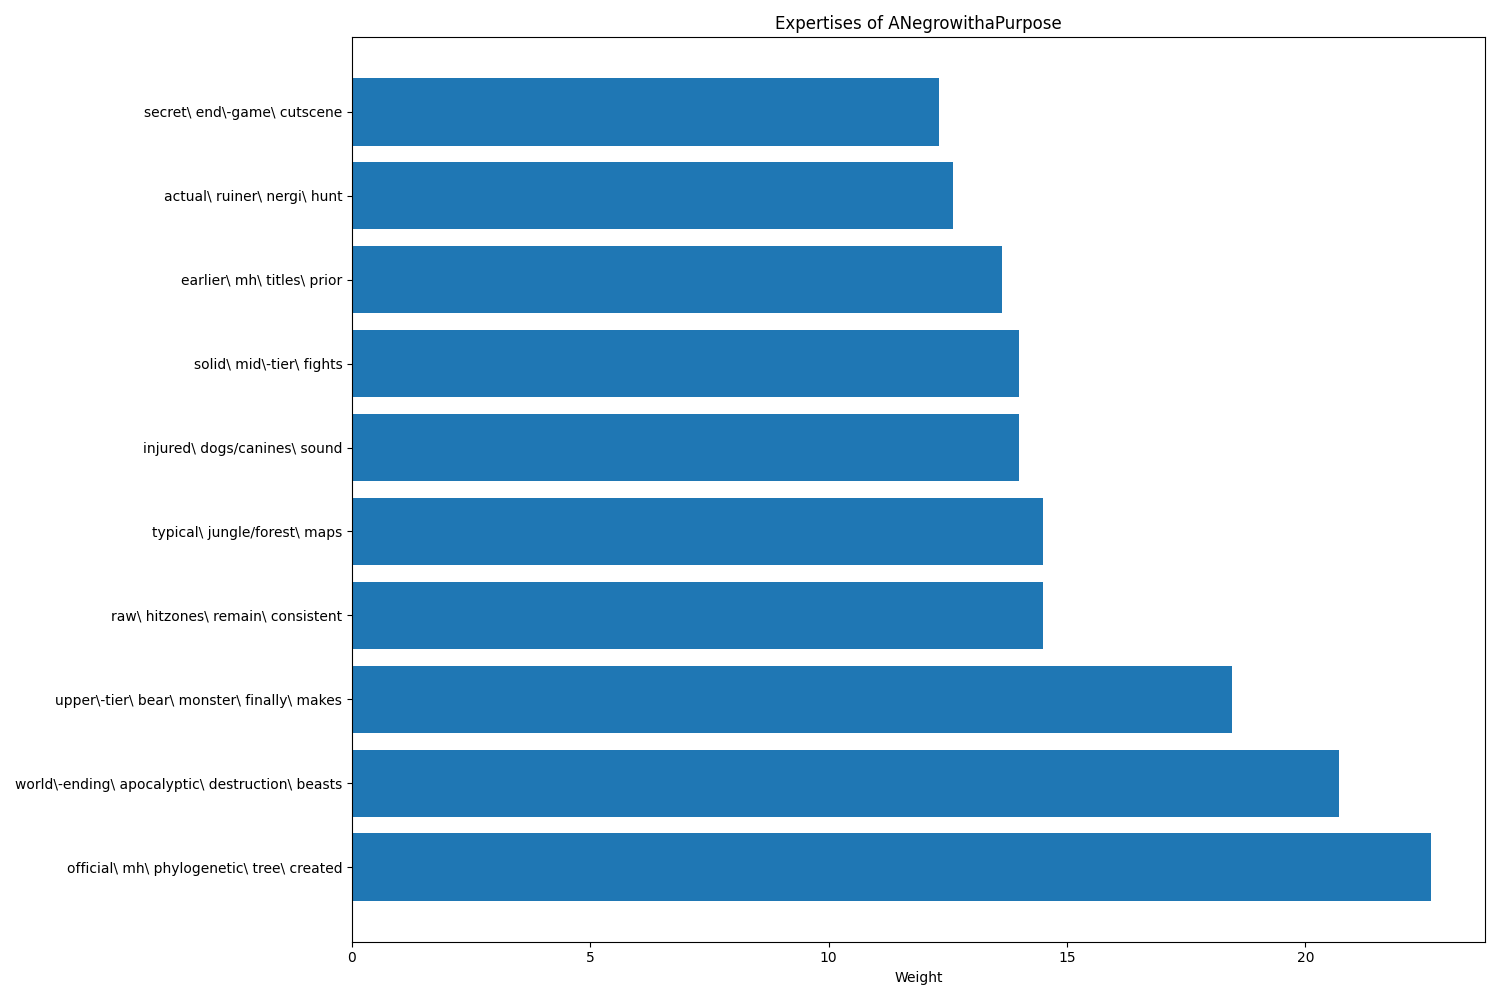 Expertises of ANegrowithaPurpose
secret\ end\-game\ cutscene
actual\ ruiner\ nergi\ hunt
earlier\ mh\ titles\ prior
solid\ mid\-tier\ fights
injured\ dogs/canines\ sound
typical\ jungle/forest\ maps
raw\ hitzones\ remain\ consistent
upper\-tier\ bear\ monster\ finally\ makes
world\-ending\ apocalyptic\ destruction\ beasts
official\ mh\ phylogenetic\ tree\ created
0 5 10 15 20
Weight